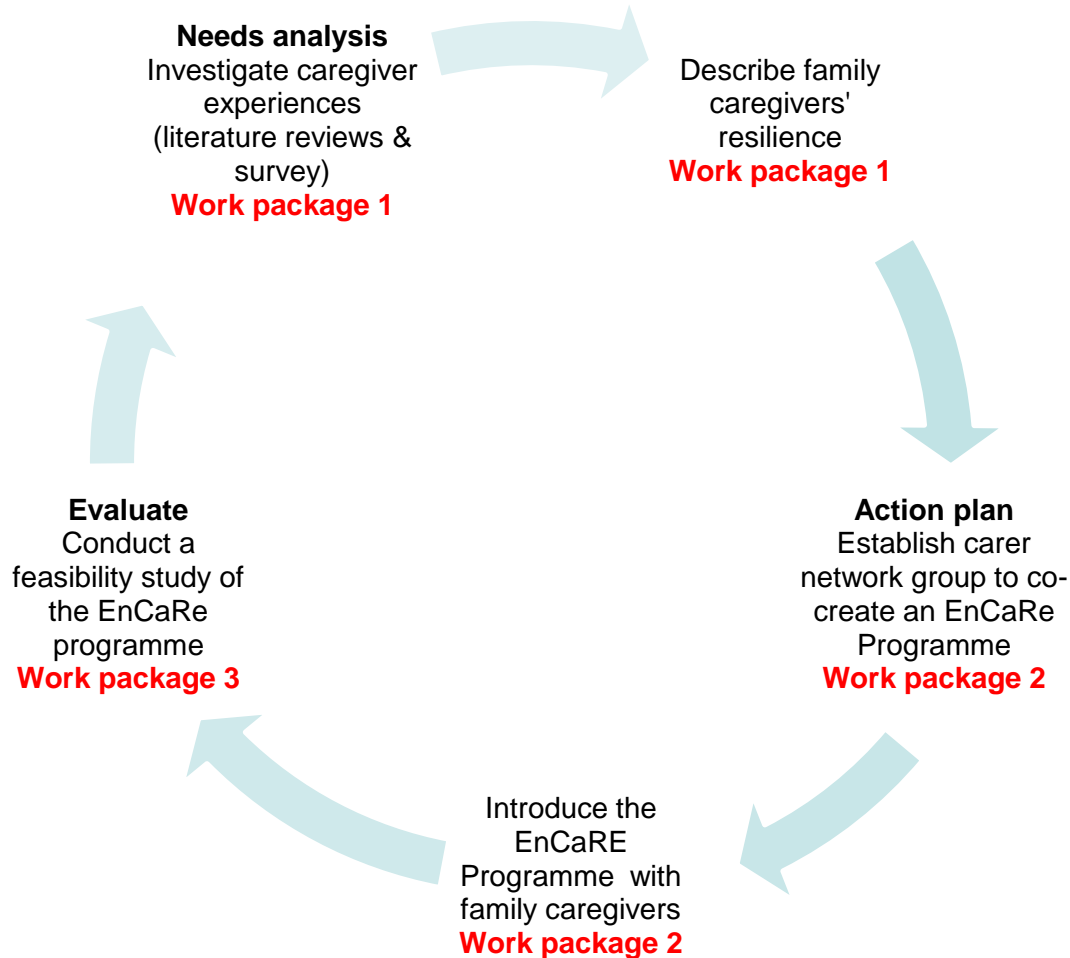 Needs analysis
Investigate caregiver
experiences
(literature reviews &
survey)
Work package 1
Describe family
caregivers'
resilience
Work package 1
Action plan
Establish carer
network group to co-
create an EnCaRe
Programme
Work package 2
Introduce the
EnCaRE
Programme with
family caregivers
Work package 2
Evaluate
Conduct a
feasibility study of
the EnCaRe
programme
Work package 3